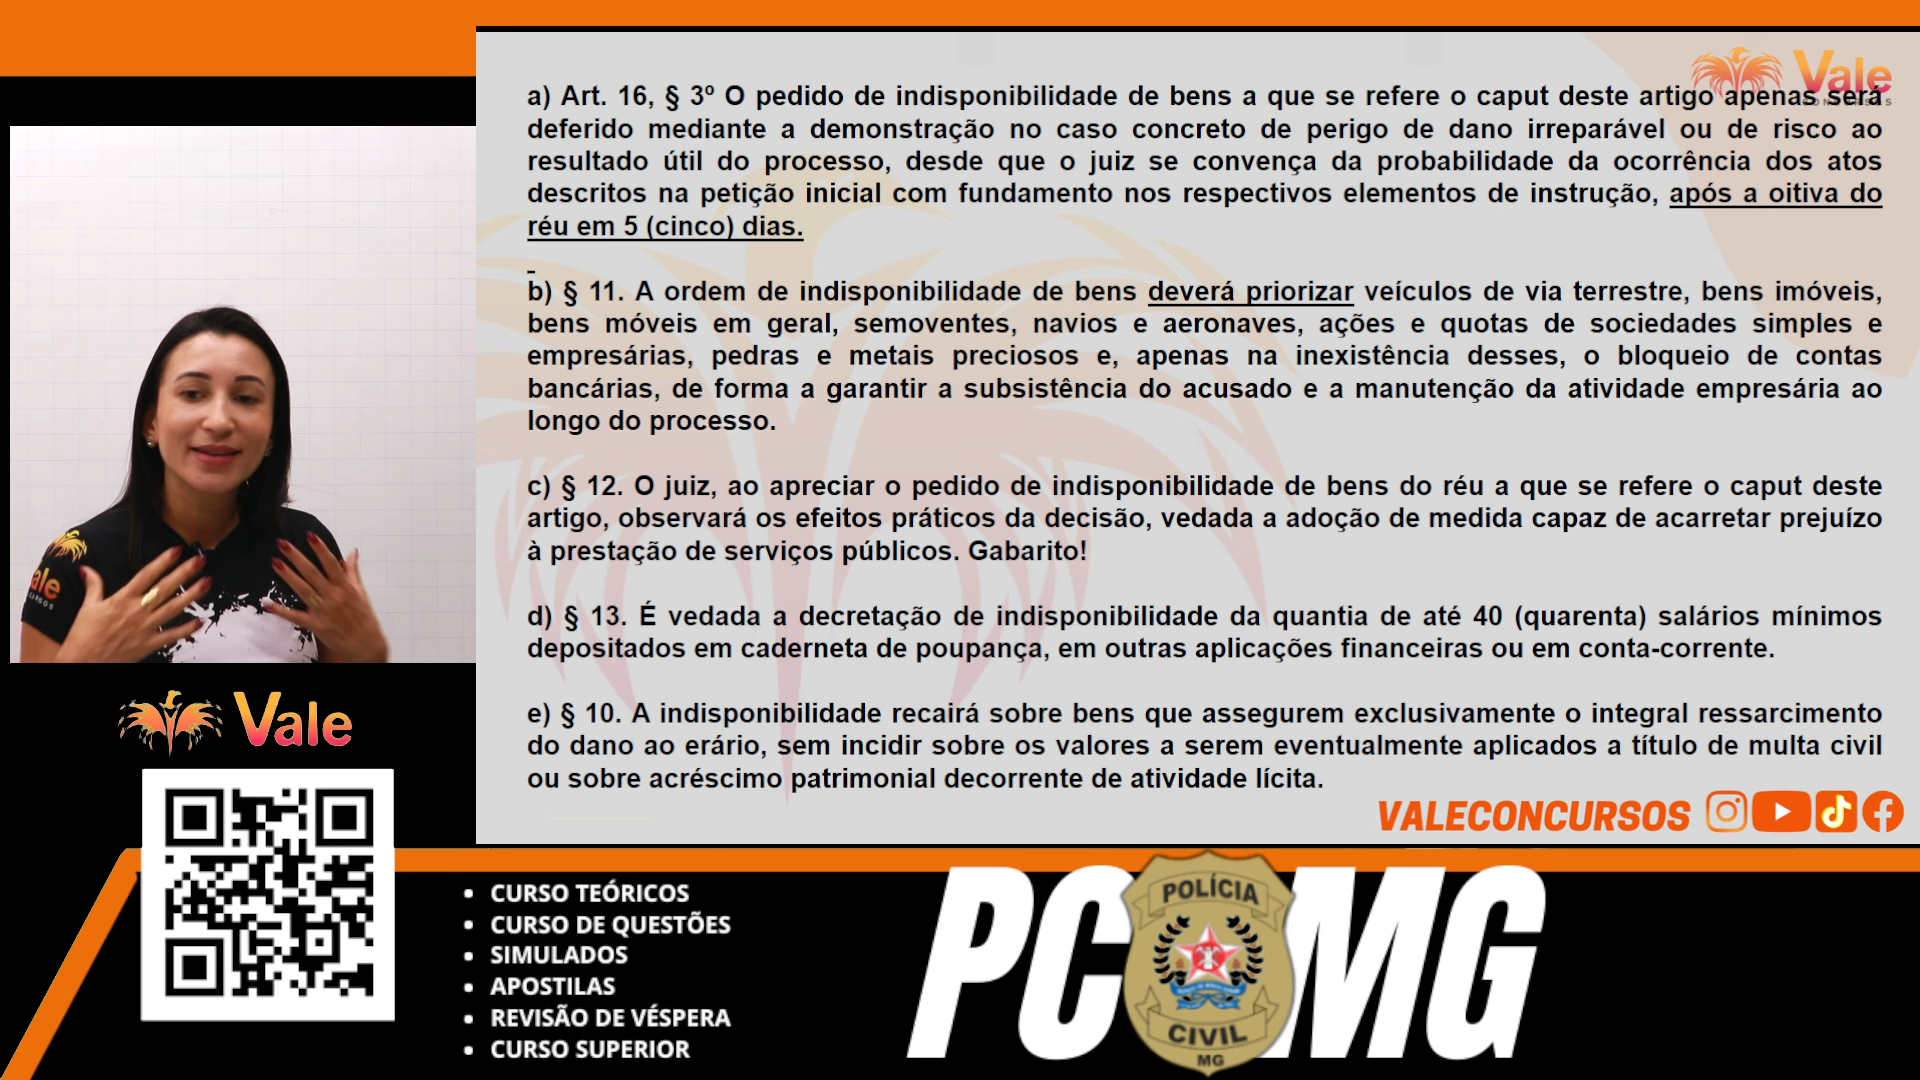 Vale
CONCURSOS
a) Art. 16, § 3º O pedido de indisponibilidade de bens a que se refere o caput deste artigo apenas será
deferido mediante a demonstração no caso concreto de perigo de dano irreparável ou de risco ao
resultado útil do processo, desde que o juiz se convença da probabilidade da ocorrência dos atos
descritos na petição inicial com fundamento nos respectivos elementos de instrução, após a oitiva do
réu em 5 (cinco) dias.
b) § 11. A ordem de indisponibilidade de bens deverá priorizar veículos de via terrestre, bens imóveis,
bens móveis em geral, semoventes, navios e aeronaves, ações e quotas de sociedades simples e
empresárias, pedras e metais preciosos e, apenas na inexistência desses, o bloqueio de contas
bancárias, de forma a garantir a subsistência do acusado e a manutenção da atividade empresária ao
longo do processo.
c) § 12. O juiz, ao apreciar o pedido de indisponibilidade de bens do réu a que se refere o caput deste
artigo, observará os efeitos práticos da decisão, vedada a adoção de medida capaz de acarretar prejuízo
à prestação de serviços públicos. Gabarito!
d) § 13. É vedada a decretação de indisponibilidade da quantia de até 40 (quarenta) salários mínimos
depositados em caderneta de poupança, em outras aplicações financeiras ou em conta-corrente.
e) § 10. A indisponibilidade recairá sobre bens que assegurem exclusivamente o integral ressarcimento
do dano ao erário, sem incidir sobre os valores a serem eventualmente aplicados a título de multa civil
ou sobre acréscimo patrimonial decorrente de atividade lícita.
VALECONCURSOS
ale
CURSOS
Vale
• CURSO TEÓRICOS
• CURSO DE QUESTÕES
• SIMULADOS
• APOSTILAS
• REVISÃO DE VÉSPERA
• CURSO SUPERIOR
PC MG
POLÍCIA
CIVIL
MG